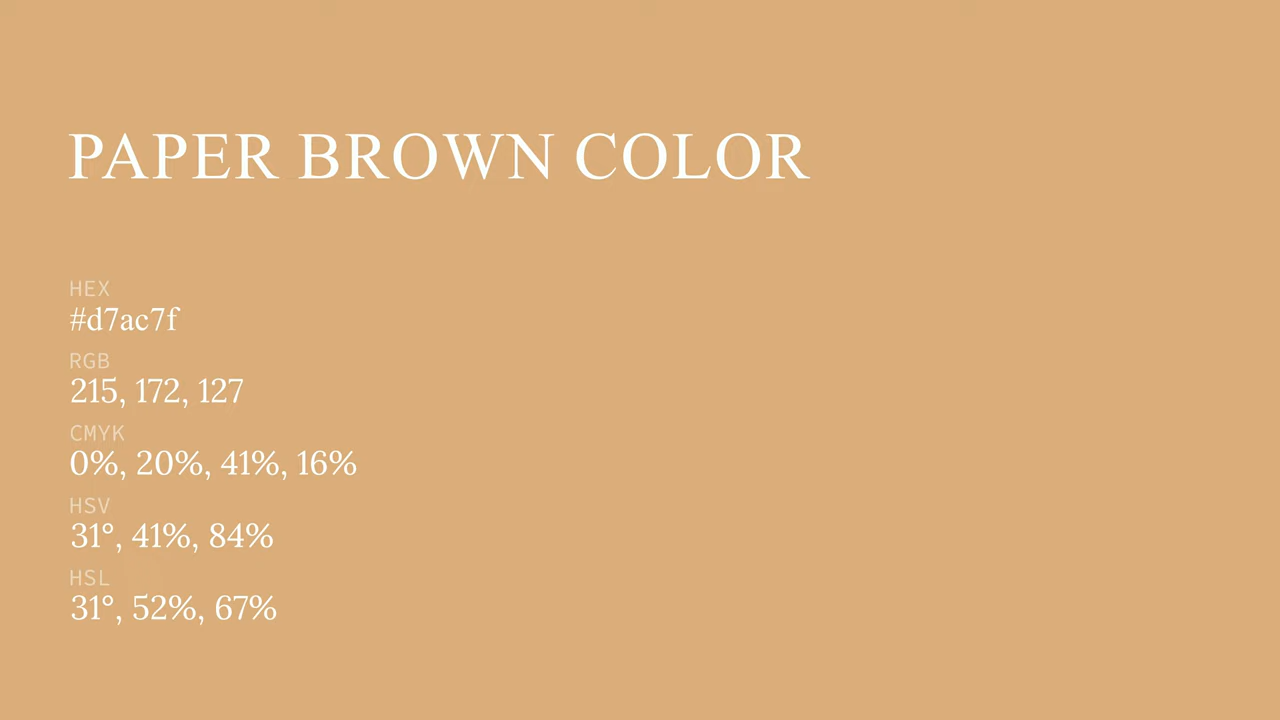 PAPER BROWN COLOR
HEX
#d7ac7f
RGB
215, 172, 127
CMYK
0%, 20%, 41%, 16%
HSV
31°, 41%, 84%
HSL
31°, 52%, 67%